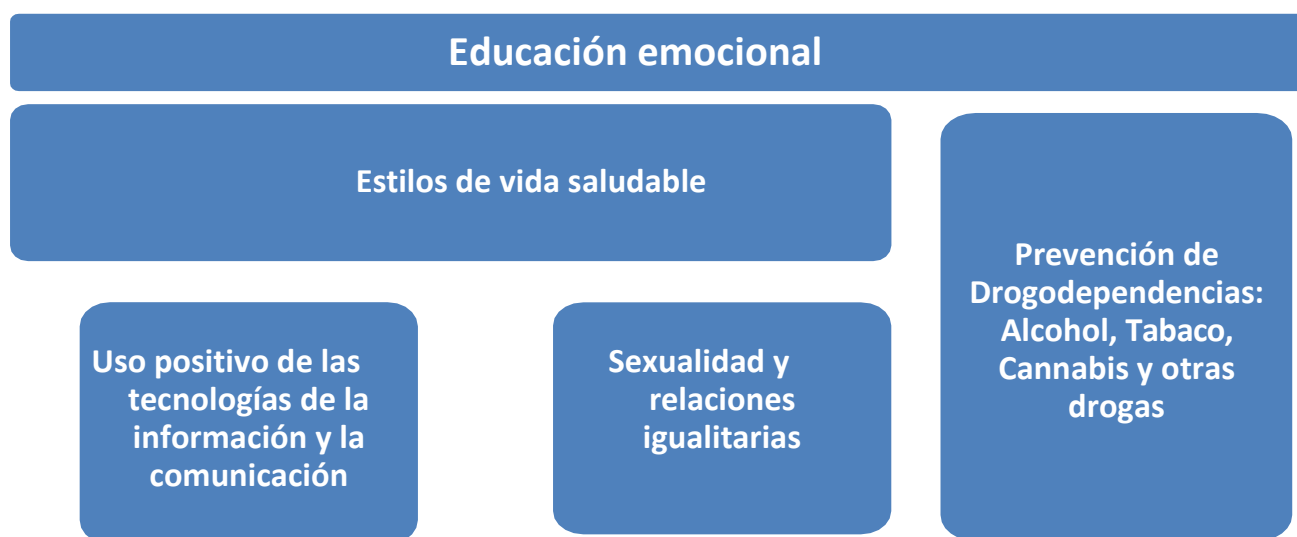 Educación emocional
Estilos de vida saludable
Uso positivo de las
tecnologías de la
información y la
comunicación
Sexualidad y
relaciones
igualitarias
Prevención de
Drogodependencias:
Alcohol, Tabaco,
Cannabis y otras
drogas